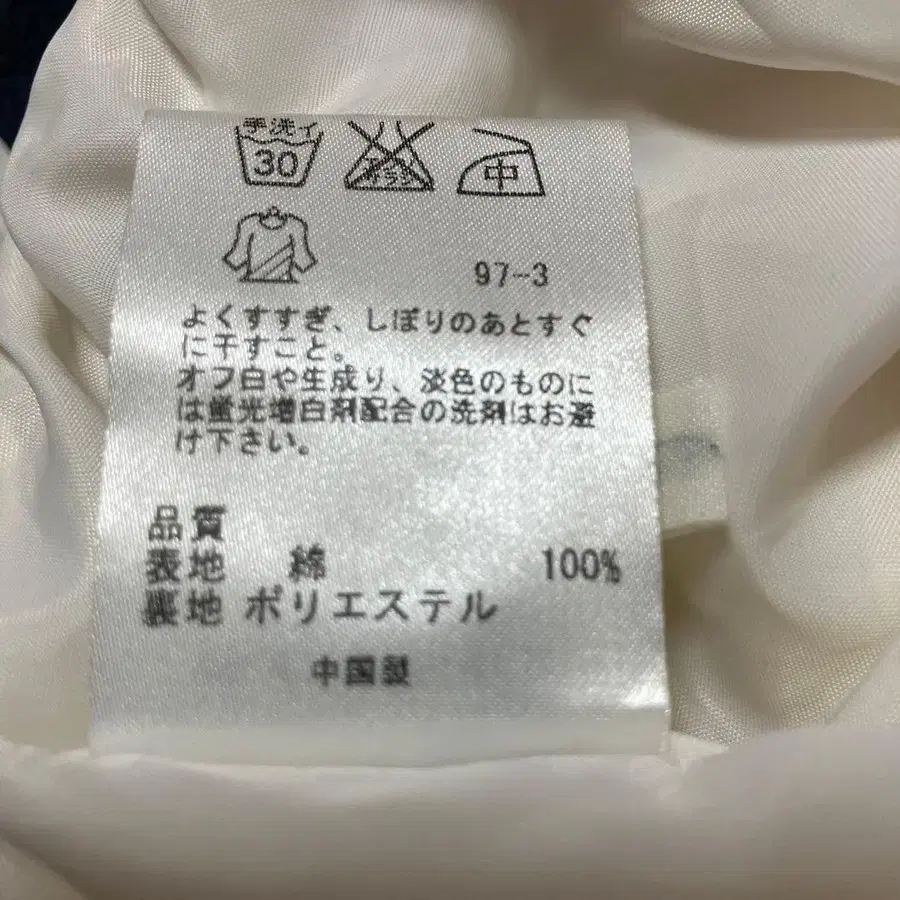 手洗イ
30
中
97-3
よくすすぎ、しぼりのあとすぐ
に干すこと。
オフ白や生成り、淡色のものに
は蛍光増白剤配合の洗剤はお避
け下さい。
品質
表地 綿 100%
裏地 ポリエステル
中国製